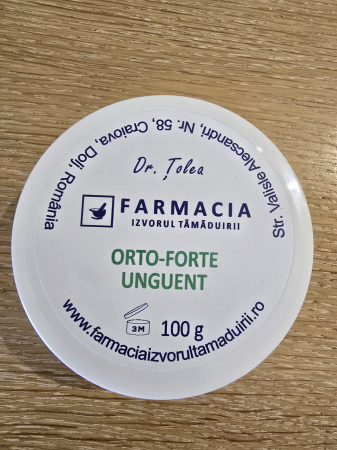 Str. Valisle Alecsandri, Nr. 58, Craiova, Dolj, România
Dr. Țolea
FARMACIA
IZVORUL TĂMĂDUIRII
ORTO-FORTE
UNGUENT
3M
100 g
www.farmaciaizvorultamaduirii.ro